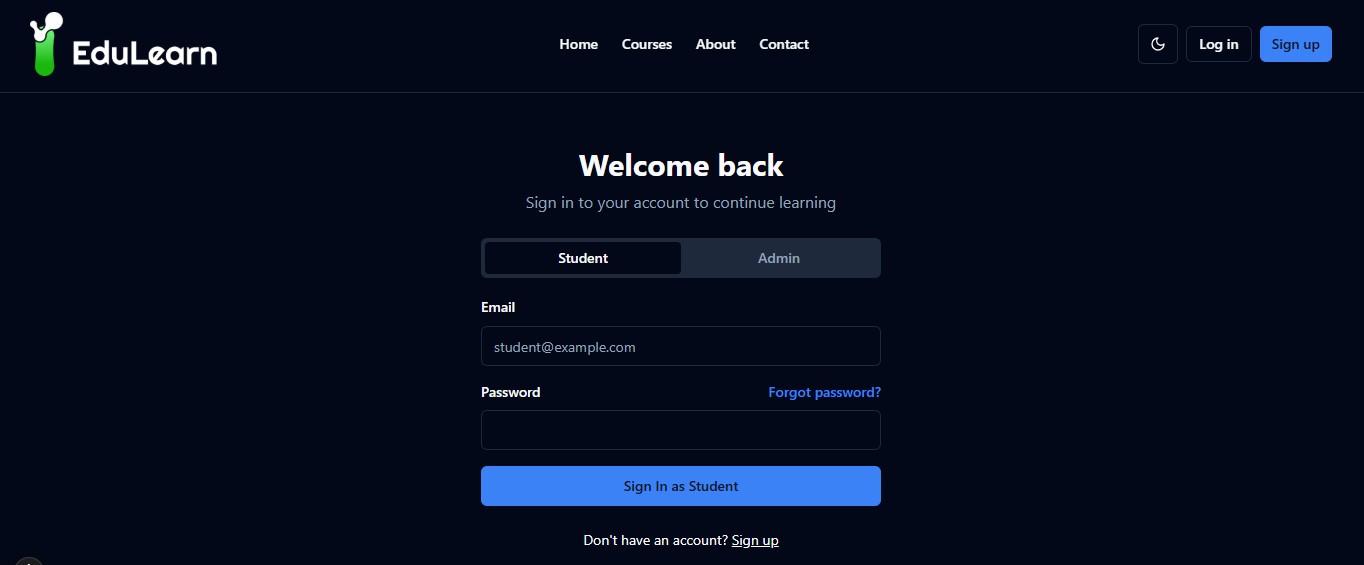 EduLearn
Home Courses About Contact
Log in Sign up
Welcome back
Sign in to your account to continue learning
Student Admin
Email
student@example.com
Password Forgot password?
Sign In as Student
Don't have an account? Sign up